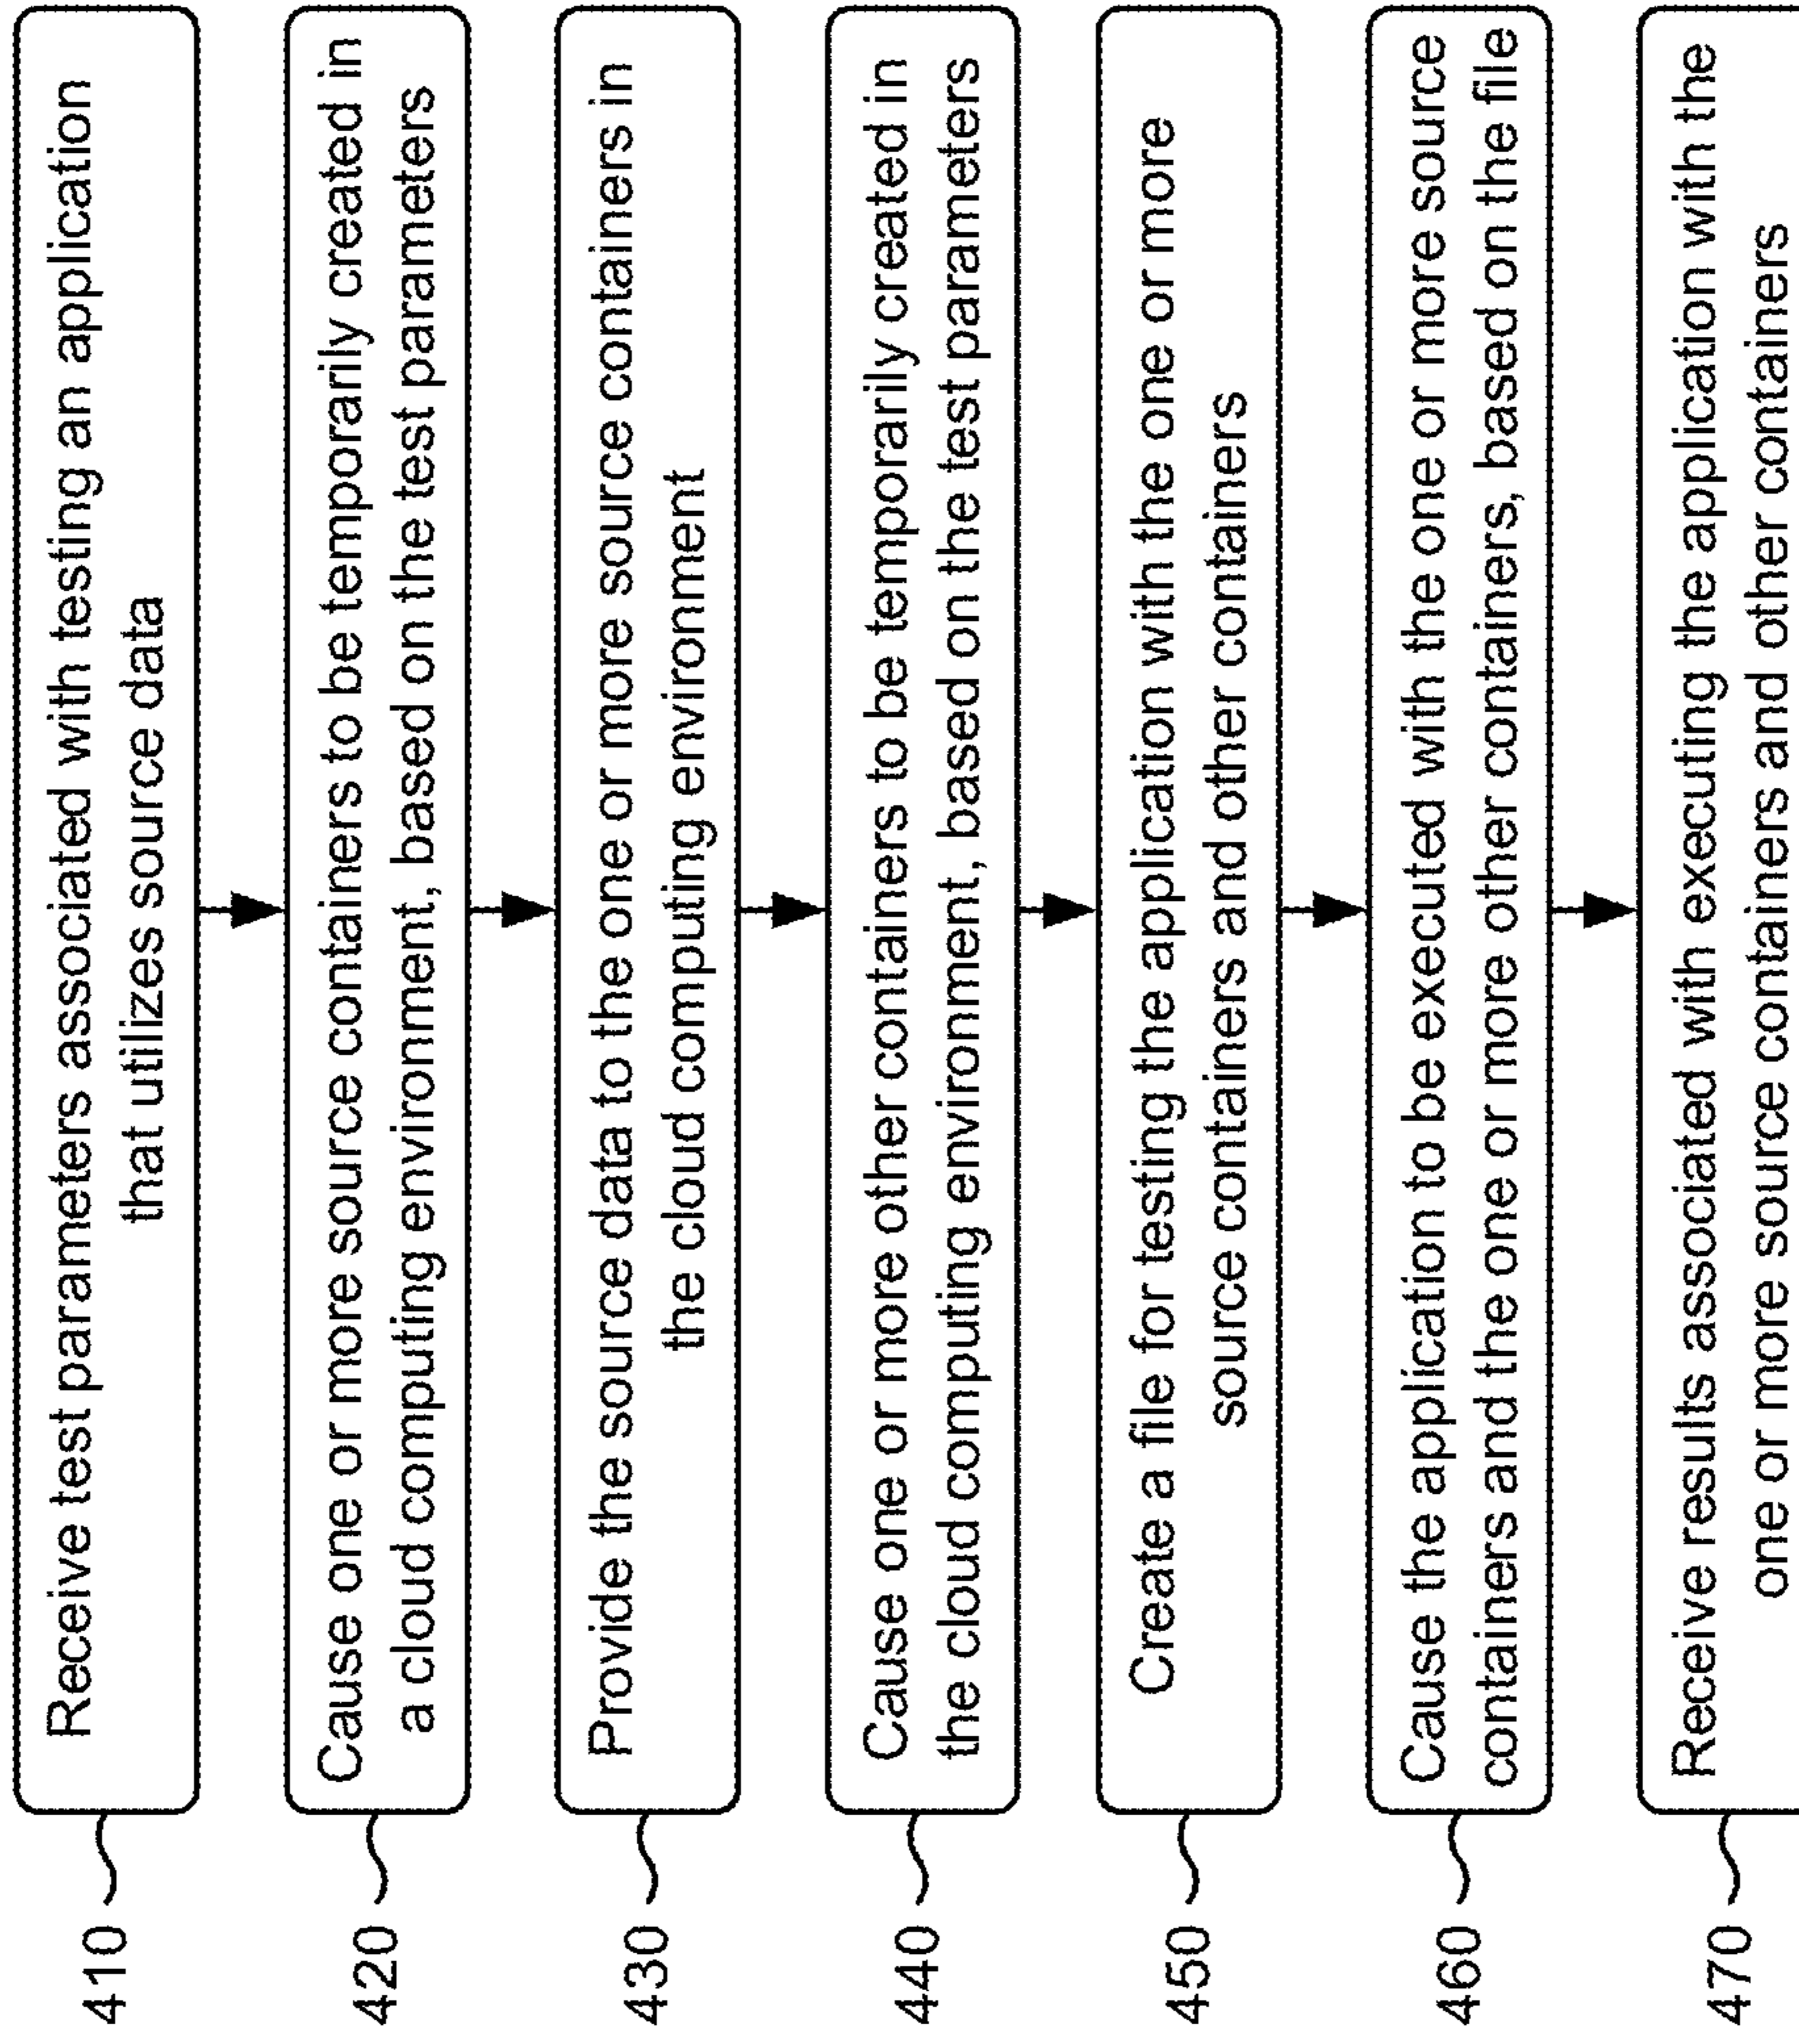 410
Receive test parameters associated with testing an application
that utilizes source data
420
Cause one or more source containers to be temporarily created in
a cloud computing environment, based on the test parameters
430
Provide the source data to the one or more source containers in
the cloud computing environment
440
Cause one or more other containers to be temporarily created in
the cloud computing environment, based on the test parameters
450
Create a file for testing the application with the one or more
source containers and other containers
460
Cause the application to be executed with the one or more source
containers and the one or more other containers, based on the file
470
Receive results associated with executing the application with the
one or more source containers and other containers